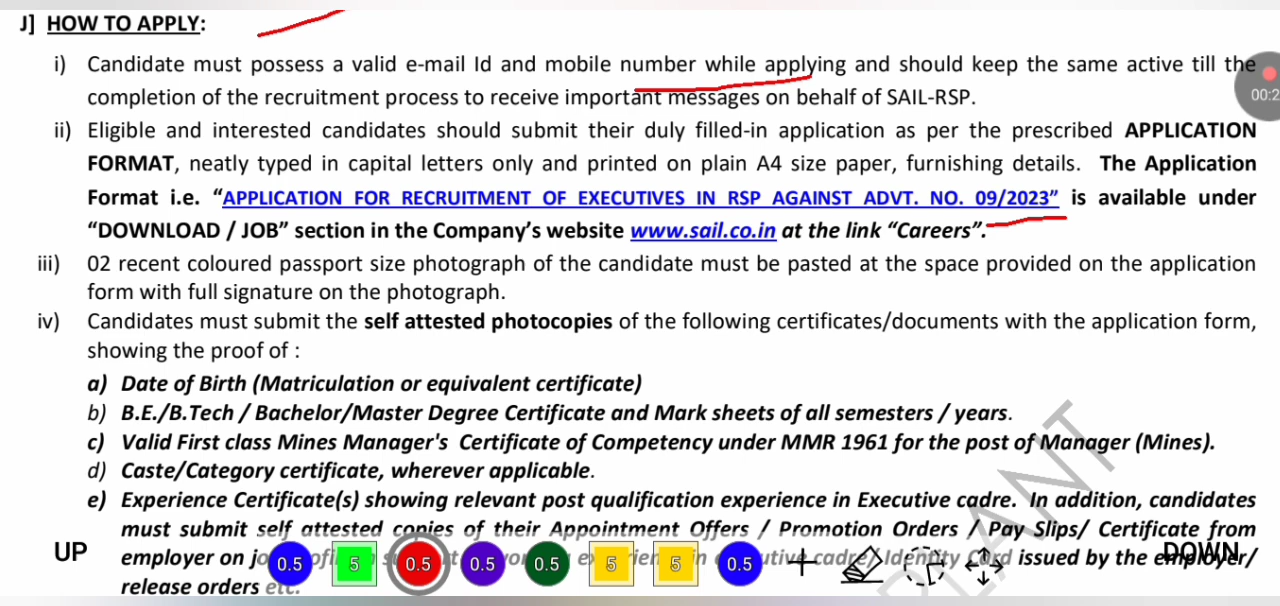 J] HOW TO APPLY:
i) Candidate must possess a valid e-mail Id and mobile number while applying and should keep the same active till the
00:2
completion of the recruitment process to receive important messages on behalf of SAIL-RSP.
ii) Eligible and interested candidates should submit their duly filled-in application as per the prescribed APPLICATION
FORMAT, neatly typed in capital letters only and printed on plain A4 size paper, furnishing details. The Application
Format i.e. “APPLICATION FOR RECRUITMENT OF EXECUTIVES IN RSP AGAINST ADVT. NO. 09/2023” is available under
“DOWNLOAD / JOB” section in the Company’s website www.sail.co.in at the link “Careers”.
iii) 02 recent coloured passport size photograph of the candidate must be pasted at the space provided on the application
form with full signature on the photograph.
iv) Candidates must submit the self attested photocopies of the following certificates/documents with the application form,
showing the proof of :
a) Date of Birth (Matriculation or equivalent certificate)
b) B.E./B.Tech / Bachelor/Master Degree Certificate and Mark sheets of all semesters / years.
c) Valid First class Mines Manager's Certificate of Competency under MMR 1961 for the post of Manager (Mines).
d) Caste/Category certificate, wherever applicable.
e) Experience Certificate(s) showing relevant post qualification experience in Executive cadre. In addition, candidates
must submit self attested copies of their Appointment Offers / Promotion Orders / Pay Slips/ Certificate from
employer on in cadre/ Identity Card issued by the employer/
release orders etc.
UP 0.5 5 0.5 0.5 0.5 5 5 0.5 DOWN
PLANT